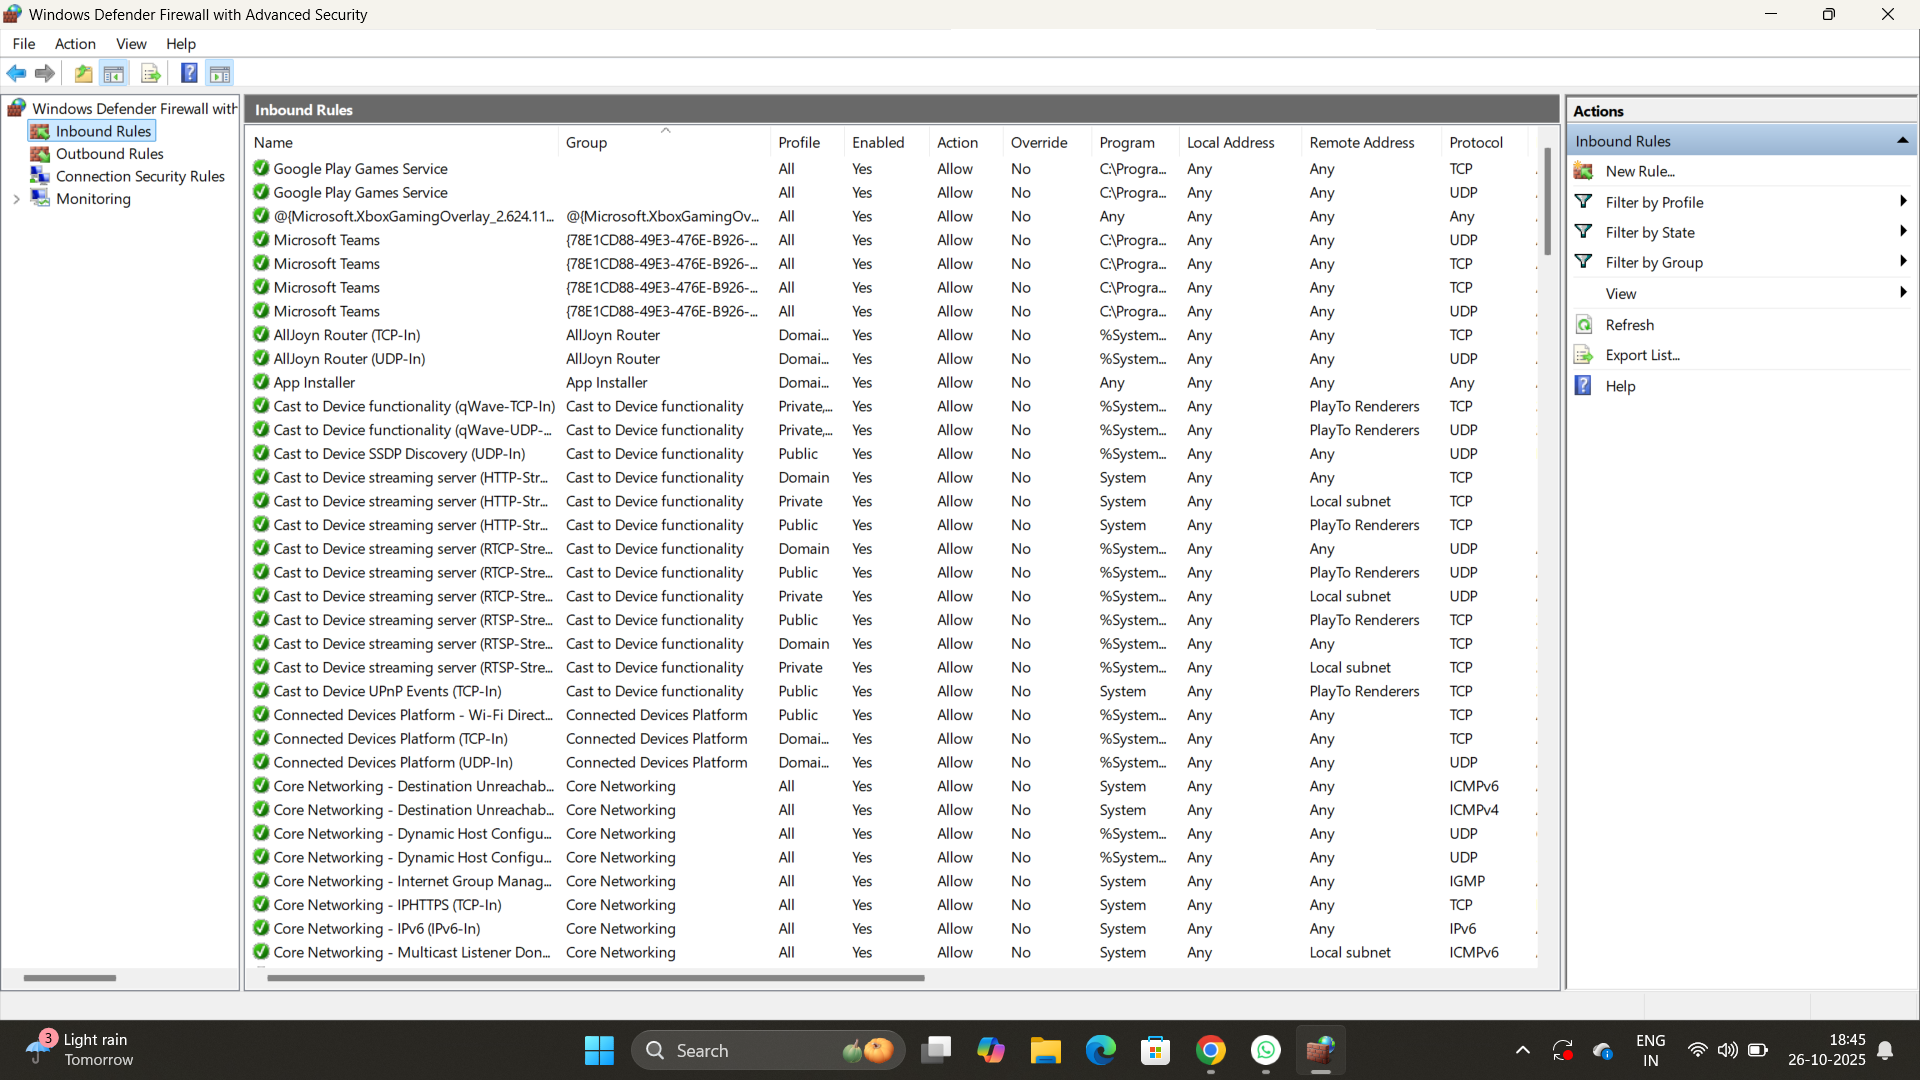 Windows Defender Firewall with Advanced Security
File Action View Help
Windows Defender Firewall with
Inbound Rules
Outbound Rules
Connection Security Rules
Monitoring
Inbound Rules
Name Group Profile Enabled Action Override Program Local Address Remote Address Protocol
Google Play Games Service All Yes Allow No C:\Progra... Any Any TCP
Google Play Games Service All Yes Allow No C:\Progra... Any Any UDP
@{Microsoft.XboxGamingOverlay_2.624.11... @{Microsoft.XboxGamingOv... All Yes Allow No Any Any Any Any
Microsoft Teams {78E1CD88-49E3-476E-B926-... All Yes Allow No C:\Progra... Any Any UDP
Microsoft Teams {78E1CD88-49E3-476E-B926-... All Yes Allow No C:\Progra... Any Any TCP
Microsoft Teams {78E1CD88-49E3-476E-B926-... All Yes Allow No C:\Progra... Any Any TCP
Microsoft Teams {78E1CD88-49E3-476E-B926-... All Yes Allow No C:\Progra... Any Any UDP
AllJoyn Router (TCP-In) AllJoyn Router Domai... Yes Allow No %System... Any Any TCP
AllJoyn Router (UDP-In) AllJoyn Router Domai... Yes Allow No %System... Any Any UDP
App Installer App Installer Domai... Yes Allow No Any Any Any Any
Cast to Device functionality (qWave-TCP-In) Cast to Device functionality Private,... Yes Allow No %System... Any PlayTo Renderers TCP
Cast to Device functionality (qWave-UDP-... Cast to Device functionality Private,... Yes Allow No %System... Any PlayTo Renderers UDP
Cast to Device SSDP Discovery (UDP-In) Cast to Device functionality Public Yes Allow No %System... Any Any UDP
Cast to Device streaming server (HTTP-Str... Cast to Device functionality Domain Yes Allow No System Any Any TCP
Cast to Device streaming server (HTTP-Str... Cast to Device functionality Private Yes Allow No System Any Local subnet TCP
Cast to Device streaming server (HTTP-Str... Cast to Device functionality Public Yes Allow No System Any PlayTo Renderers TCP
Cast to Device streaming server (RTCP-Stre... Cast to Device functionality Domain Yes Allow No %System... Any Any UDP
Cast to Device streaming server (RTCP-Stre... Cast to Device functionality Public Yes Allow No %System... Any PlayTo Renderers UDP
Cast to Device streaming server (RTCP-Stre... Cast to Device functionality Private Yes Allow No %System... Any Local subnet UDP
Cast to Device streaming server (RTSP-Stre... Cast to Device functionality Public Yes Allow No %System... Any PlayTo Renderers TCP
Cast to Device streaming server (RTSP-Stre... Cast to Device functionality Domain Yes Allow No %System... Any Any TCP
Cast to Device streaming server (RTSP-Stre... Cast to Device functionality Private Yes Allow No %System... Any Local subnet TCP
Cast to Device UPnP Events (TCP-In) Cast to Device functionality Public Yes Allow No System Any PlayTo Renderers TCP
Connected Devices Platform - Wi-Fi Direct... Connected Devices Platform Public Yes Allow No %System... Any Any TCP
Connected Devices Platform (TCP-In) Connected Devices Platform Domai... Yes Allow No %System... Any Any TCP
Connected Devices Platform (UDP-In) Connected Devices Platform Domai... Yes Allow No %System... Any Any UDP
Core Networking - Destination Unreachab... Core Networking All Yes Allow No System Any Any ICMPv6
Core Networking - Destination Unreachab... Core Networking All Yes Allow No System Any Any ICMPv4
Core Networking - Dynamic Host Configu... Core Networking All Yes Allow No %System... Any Any UDP
Core Networking - Dynamic Host Configu... Core Networking All Yes Allow No %System... Any Any UDP
Core Networking - Internet Group Manag... Core Networking All Yes Allow No System Any Any IGMP
Core Networking - IPHTTPS (TCP-In) Core Networking All Yes Allow No System Any Any TCP
Core Networking - IPv6 (IPv6-In) Core Networking All Yes Allow No System Any Any IPv6
Core Networking - Multicast Listener Don... Core Networking All Yes Allow No System Any Local subnet ICMPv6
Actions
Inbound Rules
New Rule...
Filter by Profile
Filter by State
Filter by Group
View
Refresh
Export List...
Help
3
Light rain
Tomorrow
Search
ENG
IN
18:45
26-10-2025